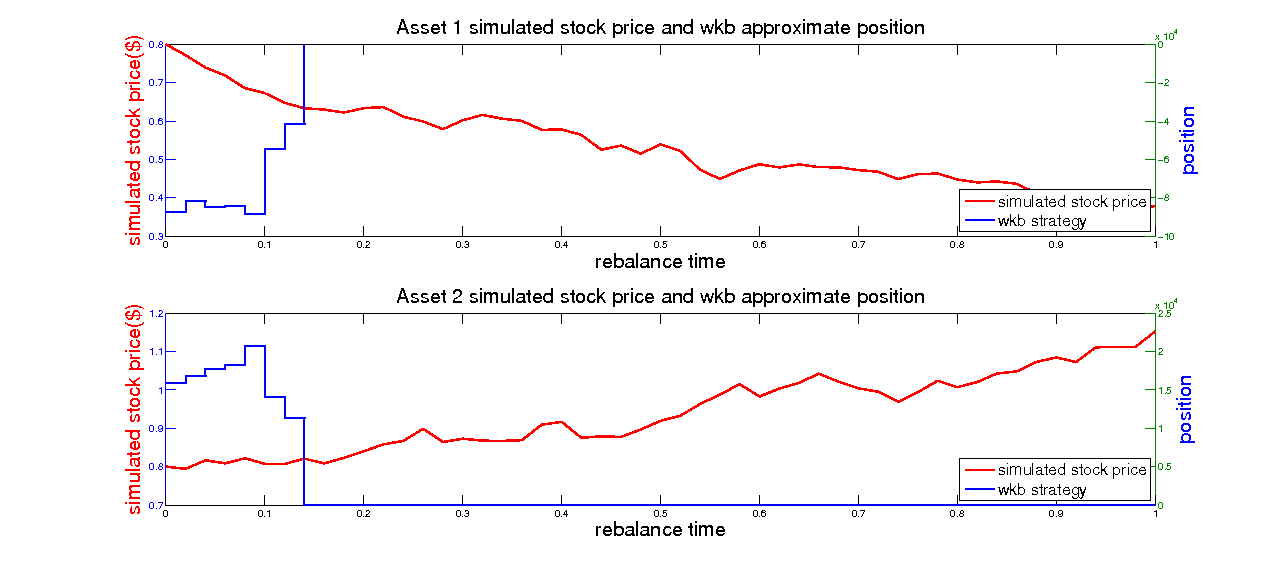 Asset 1 simulated stock price and wkb approximate position
x 10^4
simulated stock price($)
0.8
0.7
0.6
0.5
0.4
0.3
0
−2
−4
−6
−8
−10
position
simulated stock price
wkb strategy
0 0.1 0.2 0.3 0.4 0.5 0.6 0.7 0.8 0.9 1
rebalance time
Asset 2 simulated stock price and wkb approximate position
x 10^4
simulated stock price($)
1.2
1.1
1
0.9
0.8
0.7
2.5
2
1.5
1
0.5
0
position
simulated stock price
wkb strategy
0 0.1 0.2 0.3 0.4 0.5 0.6 0.7 0.8 0.9 1
rebalance time